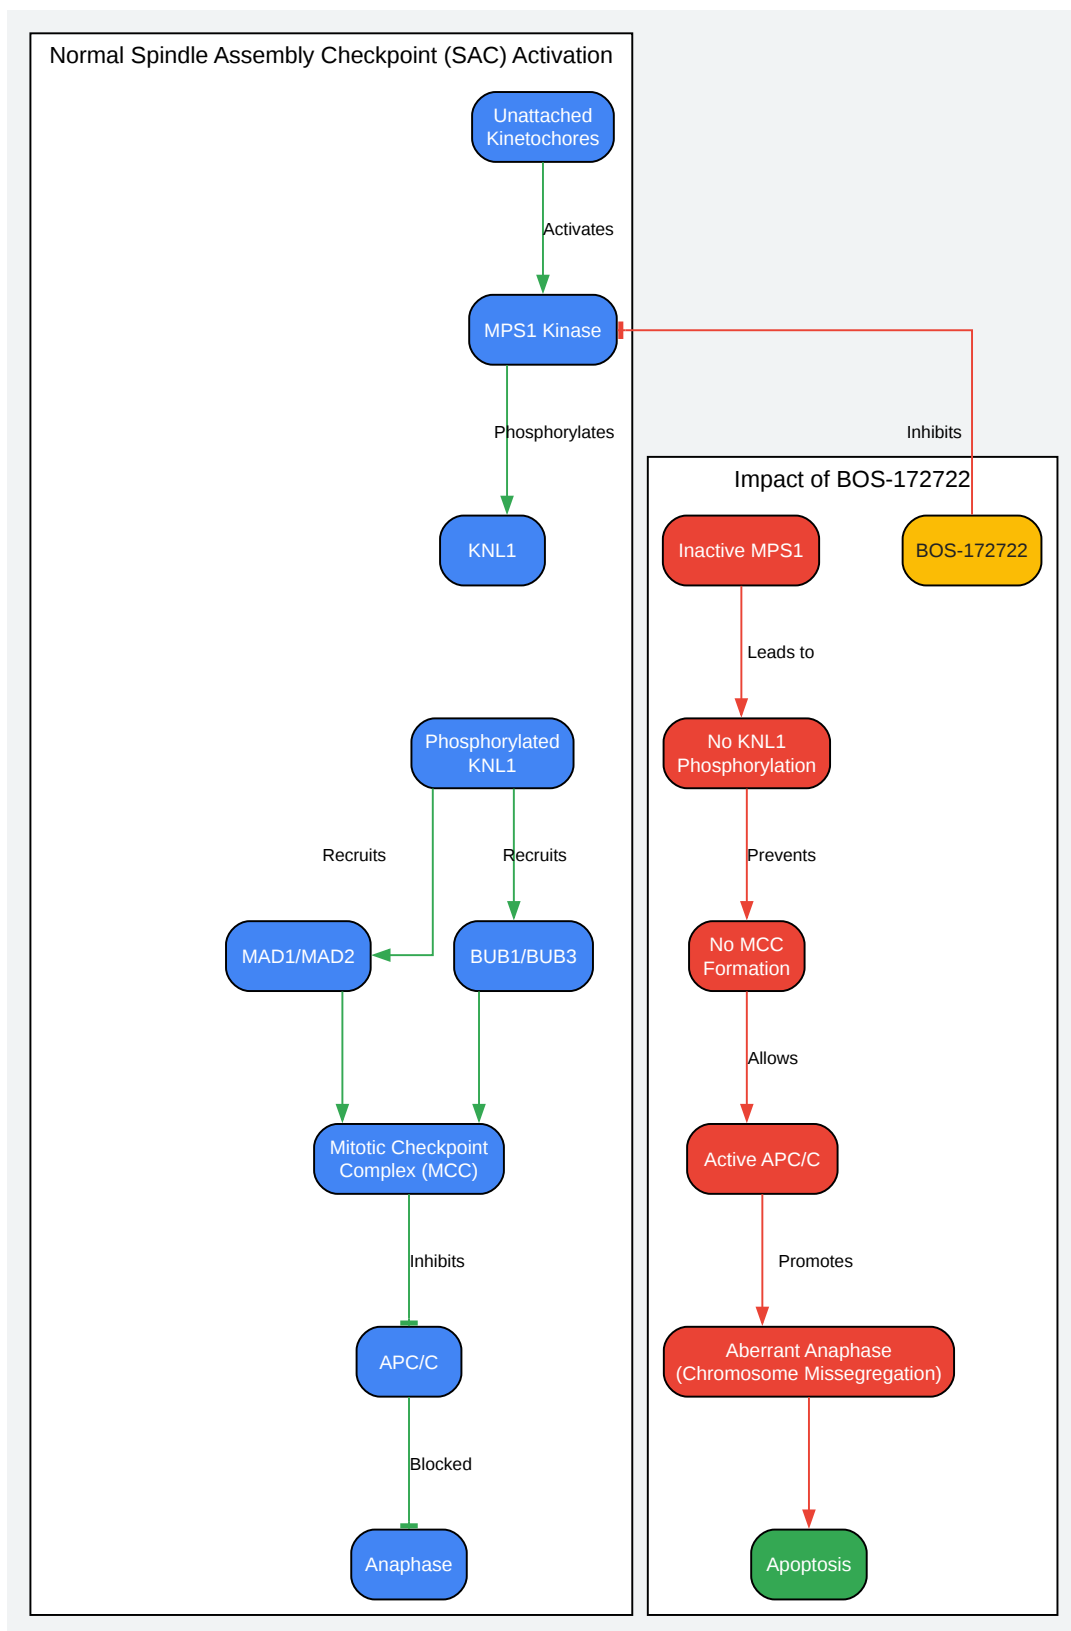 Normal Spindle Assembly Checkpoint (SAC) Activation
Unattached
Kinetochores
Activates
MPS1 Kinase
Phosphorylates
KNL1
Phosphorylated
KNL1
Recruits
Recruits
MAD1/MAD2
BUB1/BUB3
Mitotic Checkpoint
Complex (MCC)
Inhibits
APC/C
Blocked
Anaphase
Inhibits
Impact of BOS-172722
Inactive MPS1
BOS-172722
Leads to
No KNL1
Phosphorylation
Prevents
No MCC
Formation
Allows
Active APC/C
Promotes
Aberrant Anaphase
(Chromosome Missegregation)
Apoptosis